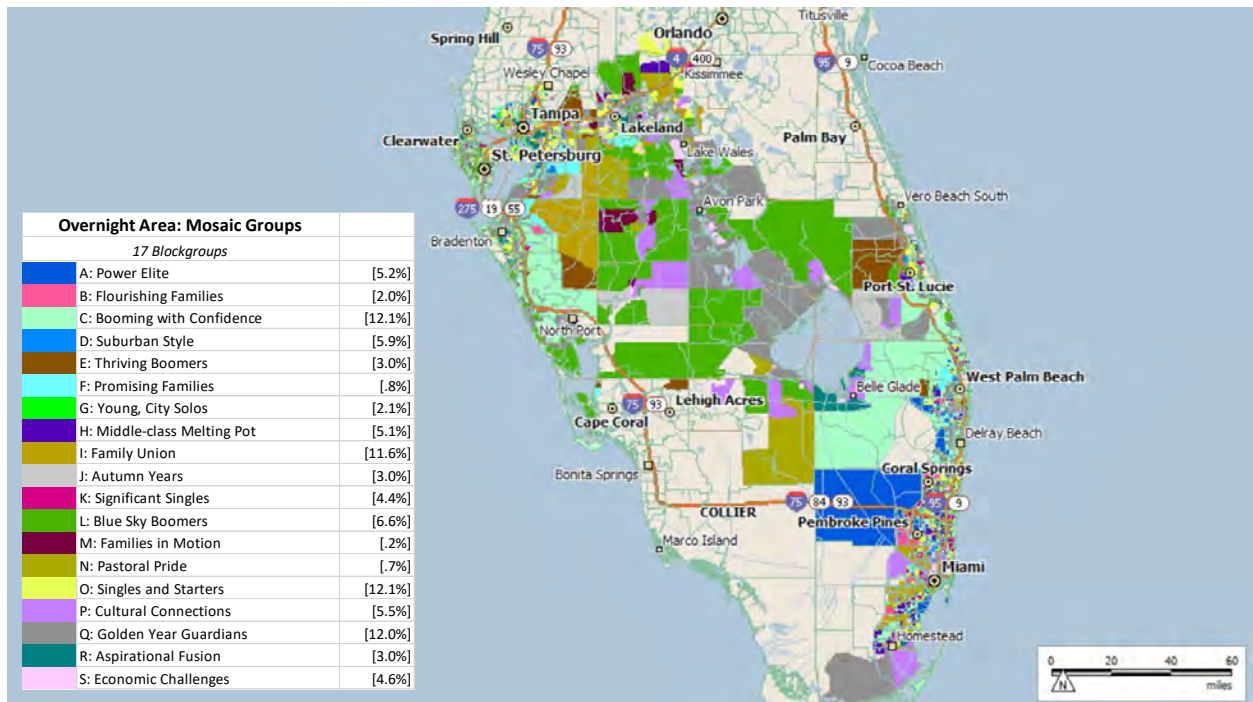 Titusville
Orlando
Spring Hill
75 93
4 400
95 9
Cocoa Beach
Wesley Chapel
Kissimmee
Tampa
Lakeland
Clearwater
Palm Bay
St. Petersburg
Lake Wales
Avon Park
Vero Beach South
275 19 55
Bradenton
Port St. Lucie
North Port
West Palm Beach
Belle Glade
75 93
Lehigh Acres
Cape Coral
Delray Beach
Coral Springs
Bonita Springs
75 84 93
95 9
COLLIER
Pembroke Pines
Marco Island
Miami
Homestead
Overnight Area: Mosaic Groups
17 Blockgroups
A: Power Elite [5.2%]
B: Flourishing Families [2.0%]
C: Booming with Confidence [12.1%]
D: Suburban Style [5.9%]
E: Thriving Boomers [3.0%]
F: Promising Families [.8%]
G: Young, City Solos [2.1%]
H: Middle-class Melting Pot [5.1%]
I: Family Union [11.6%]
J: Autumn Years [3.0%]
K: Significant Singles [4.4%]
L: Blue Sky Boomers [6.6%]
M: Families in Motion [.2%]
N: Pastoral Pride [.7%]
O: Singles and Starters [12.1%]
P: Cultural Connections [5.5%]
Q: Golden Year Guardians [12.0%]
R: Aspirational Fusion [3.0%]
S: Economic Challenges [4.6%]
0 20 40 60
N
miles